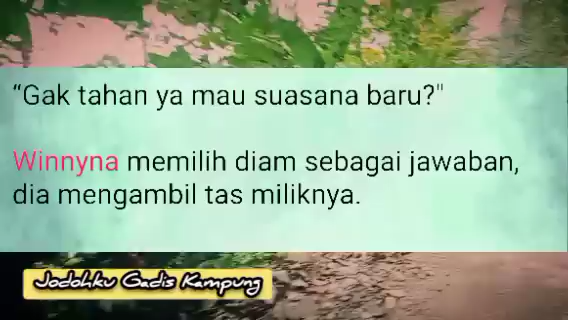 “Gak tahan ya mau suasana baru?"
Winnyna memilih diam sebagai jawaban,
dia mengambil tas miliknya.
Jodohku Gadis Kampung